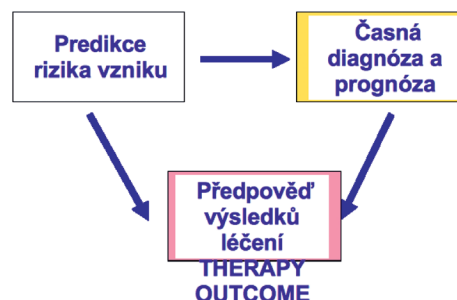 Predikce
rizika vzniku
Časná
diagnóza a
prognóza
Předpověď
výsledků
léčení
THERAPY
OUTCOME